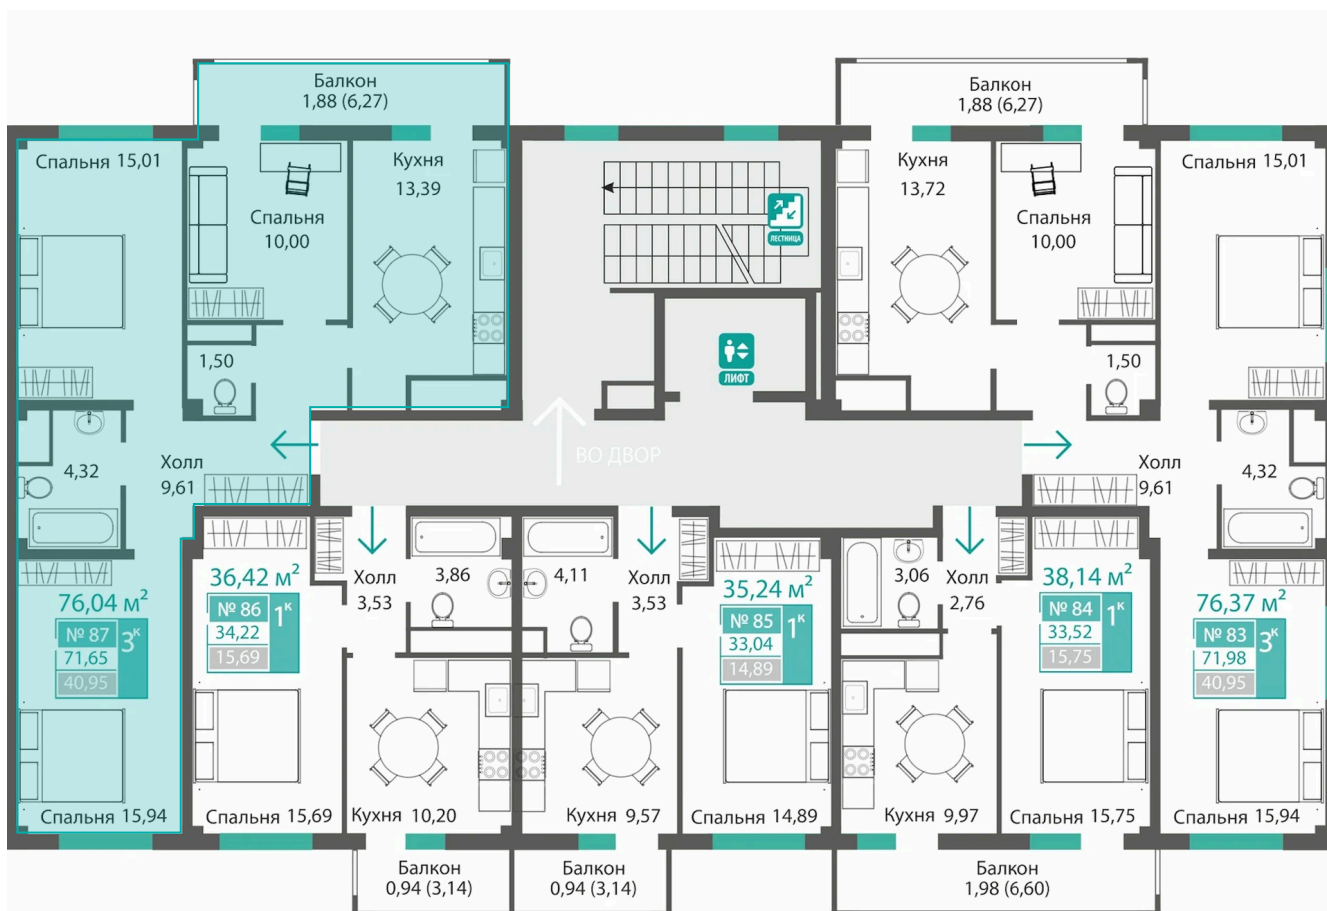 Балкон
1,88 (6,27)
Балкон
1,88 (6,27)
Спальня 15,01
Кухня
13,39
Спальня
10,00
ЛЕСТНИЦА
Кухня
13,72
Спальня
10,00
Спальня 15,01
1,50
ЛИФТ
1,50
4,32
Холл
9,61
ВО ДВОР
Холл
9,61
4,32
76,04 м²
№ 87
71,65
40,95
3К
36,42 м²
№ 86
34,22
15,69
1К
Холл
3,53
3,86
4,11
Холл
3,53
35,24 м²
№ 85
33,04
14,89
1К
3,06
Холл
2,76
38,14 м²
№ 84
33,52
15,75
1К
76,37 м²
№ 83
71,98
40,95
3К
Спальня 15,94
Спальня 15,69
Кухня 10,20
Кухня 9,57
Спальня 14,89
Кухня 9,97
Спальня 15,75
Спальня 15,94
Балкон
0,94 (3,14)
Балкон
0,94 (3,14)
Балкон
1,98 (6,60)